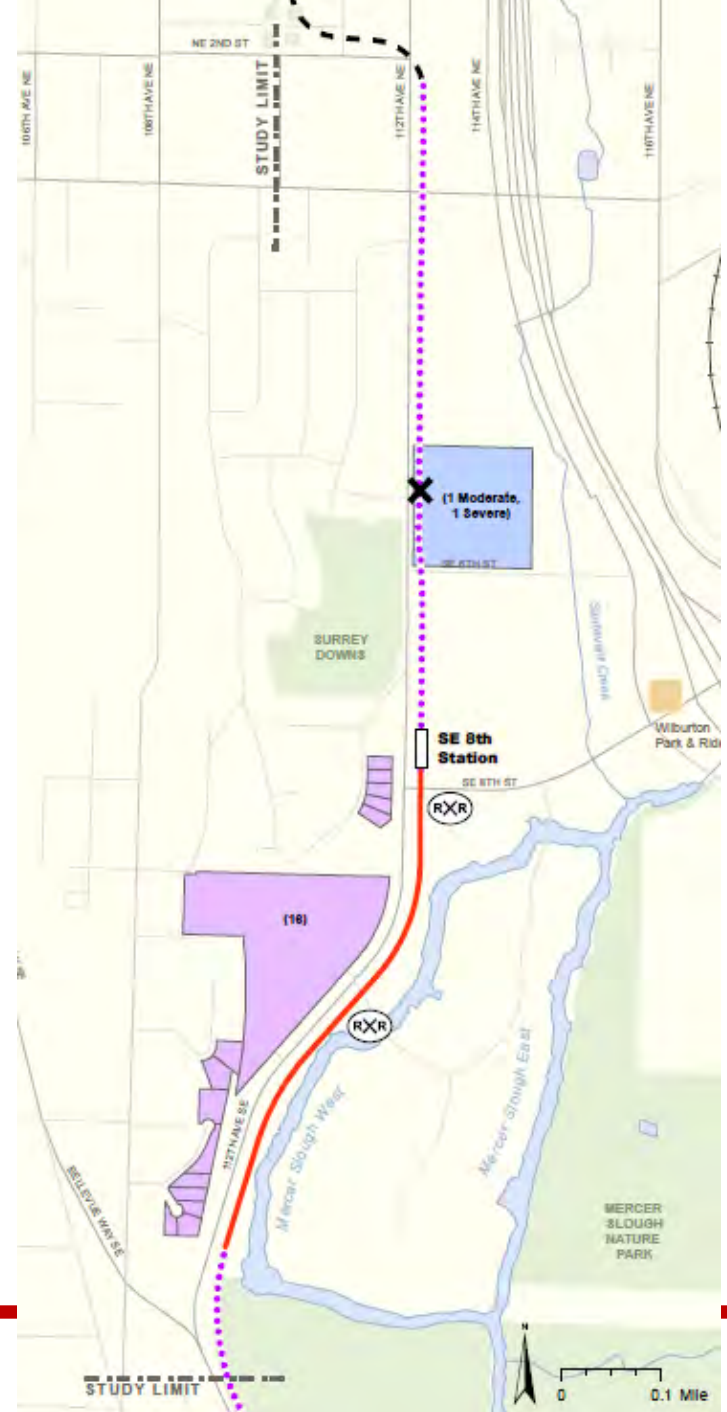 NE 2ND ST
106TH AVE NE
108TH AVE NE
STUDY LIMIT
112TH AVE NE
114TH AVE NE
116TH AVE NE
(1 Moderate,
1 Severe)
SE 6TH ST
SURREY
DOWNS
Sturtevant Creek
Wilburton
Park & Ride
SE 8th
Station
SE 8TH ST
RXR
(16)
RXR
112TH AVE SE
Mercer Slough West
Mercer Slough East
BELLEVUE WAY SE
MERCER
SLOUGH
NATURE
PARK
STUDY LIMIT
N
0 0.1 Mile